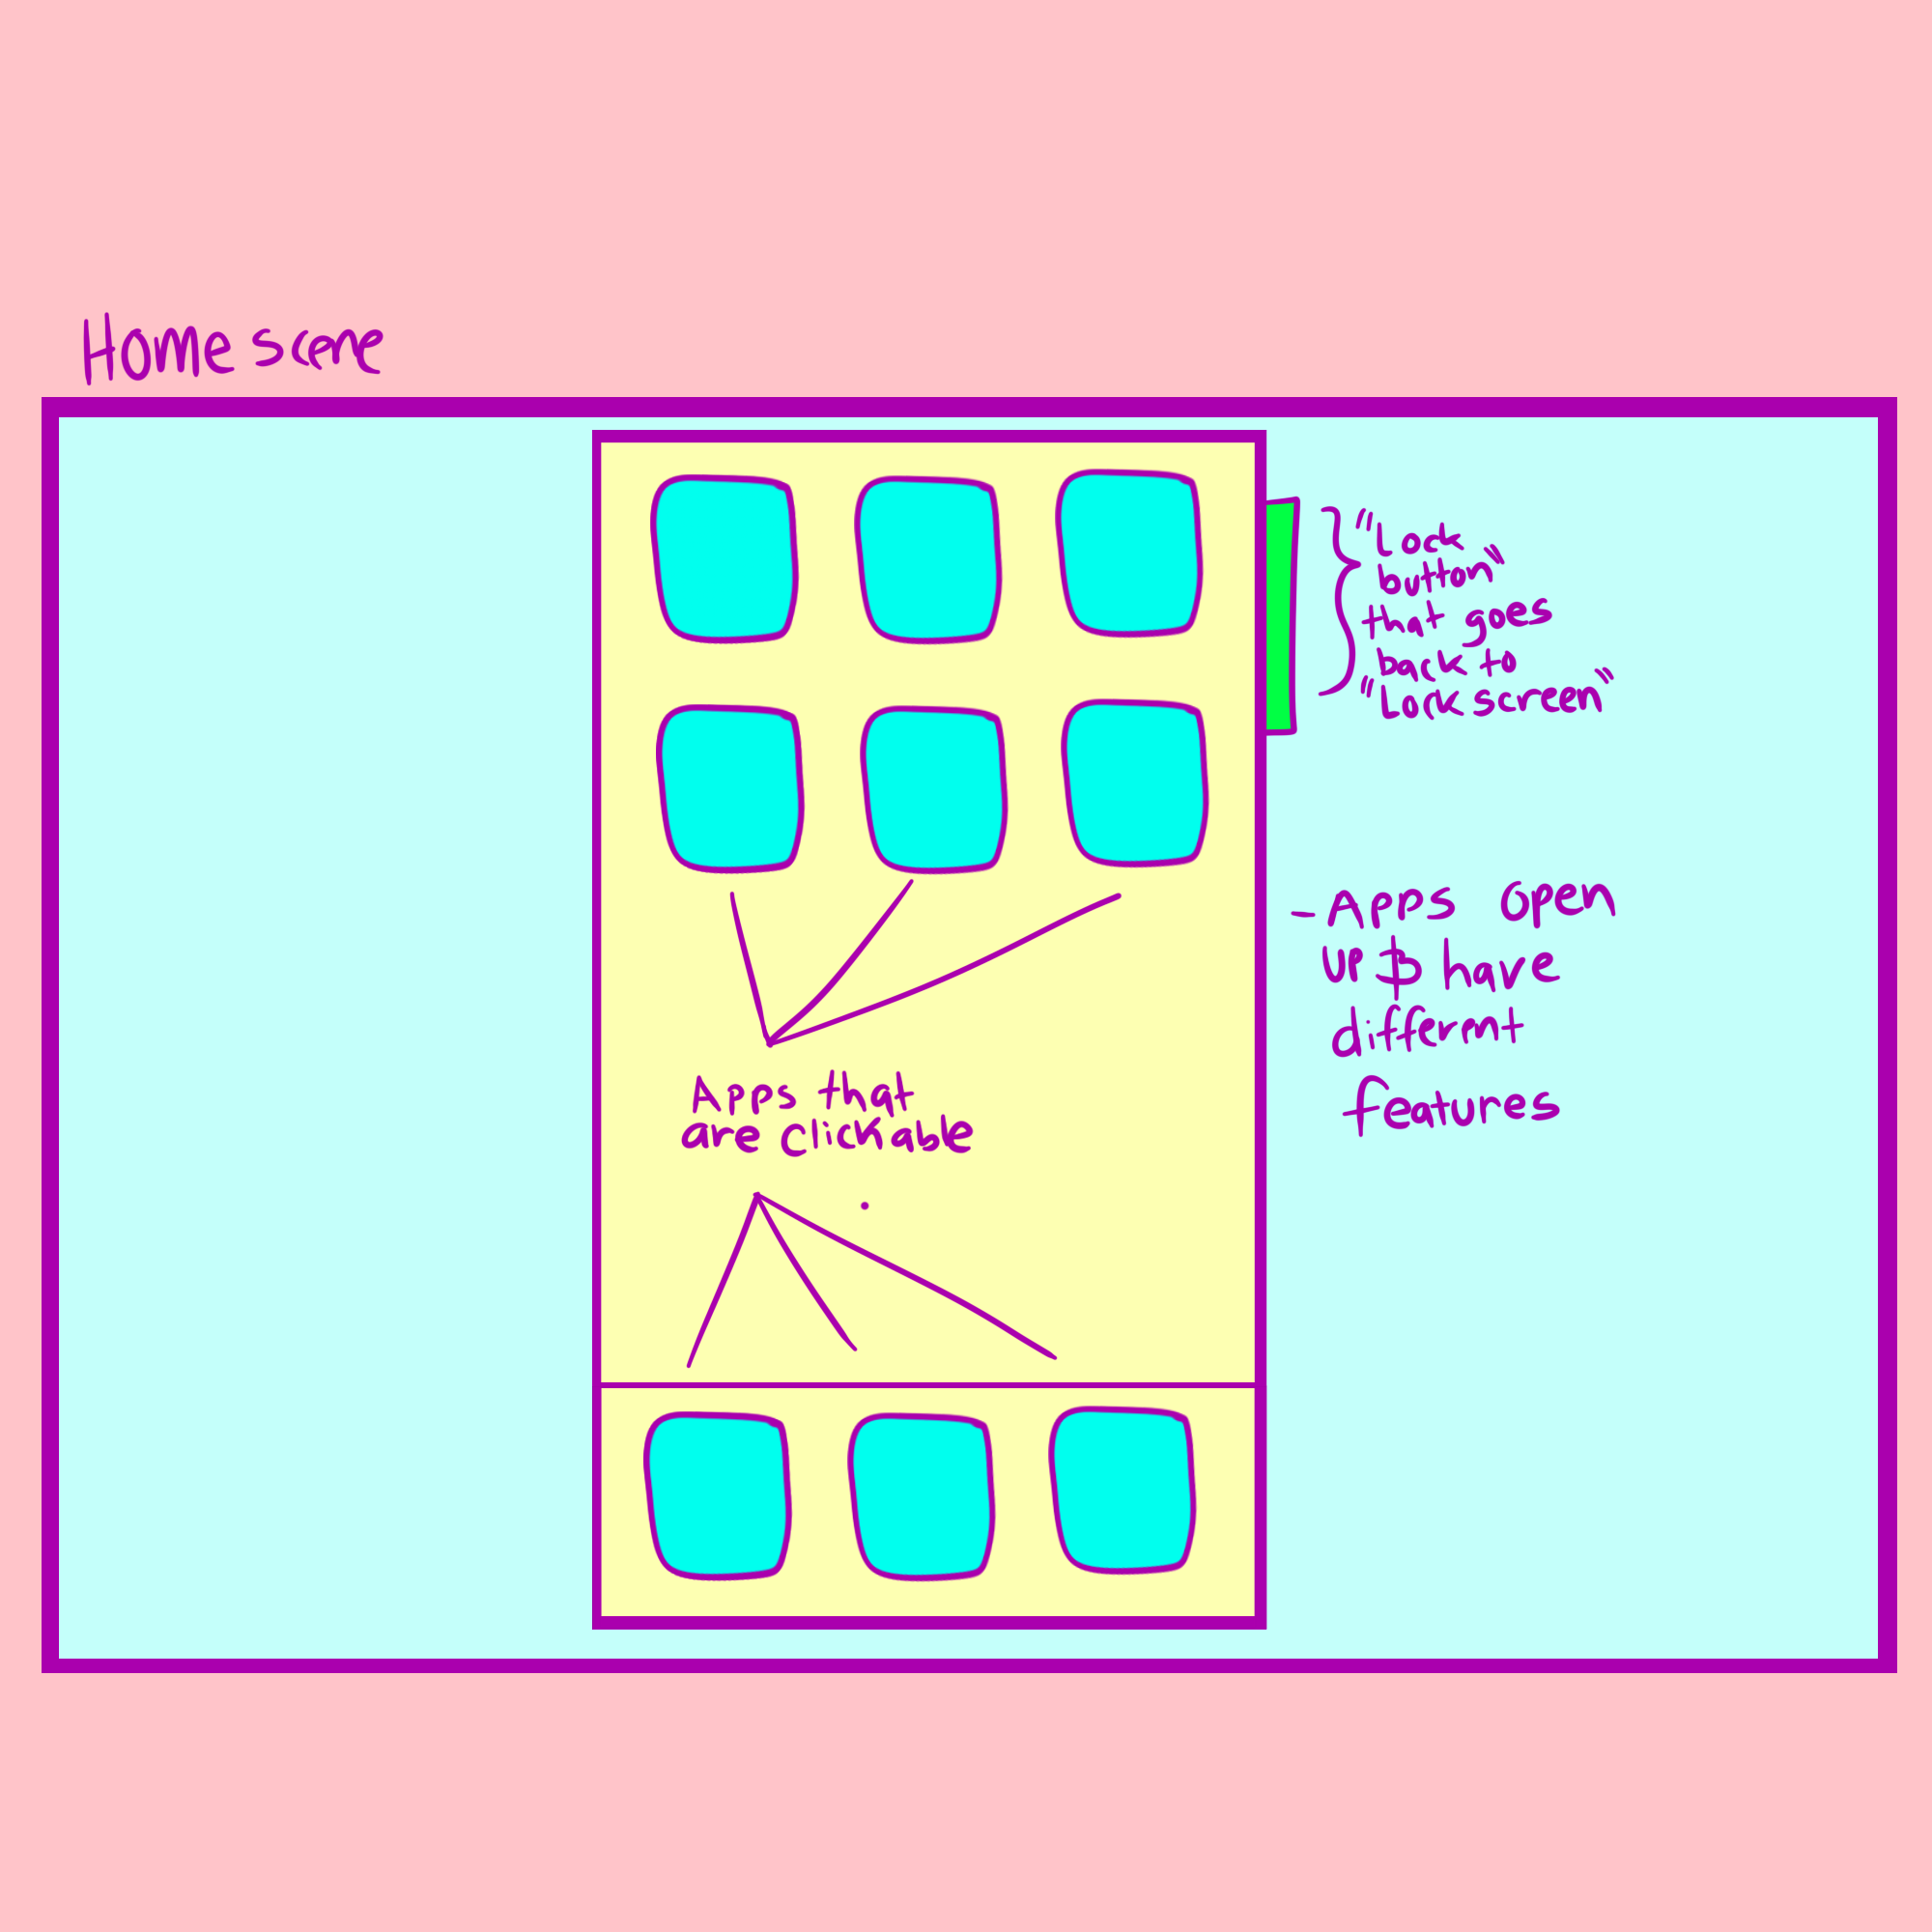 Home scene
"Lock
button"
that goes
back to
"Lock screen"
-Apps open
up $ have
different
features
Apps that
are clickable